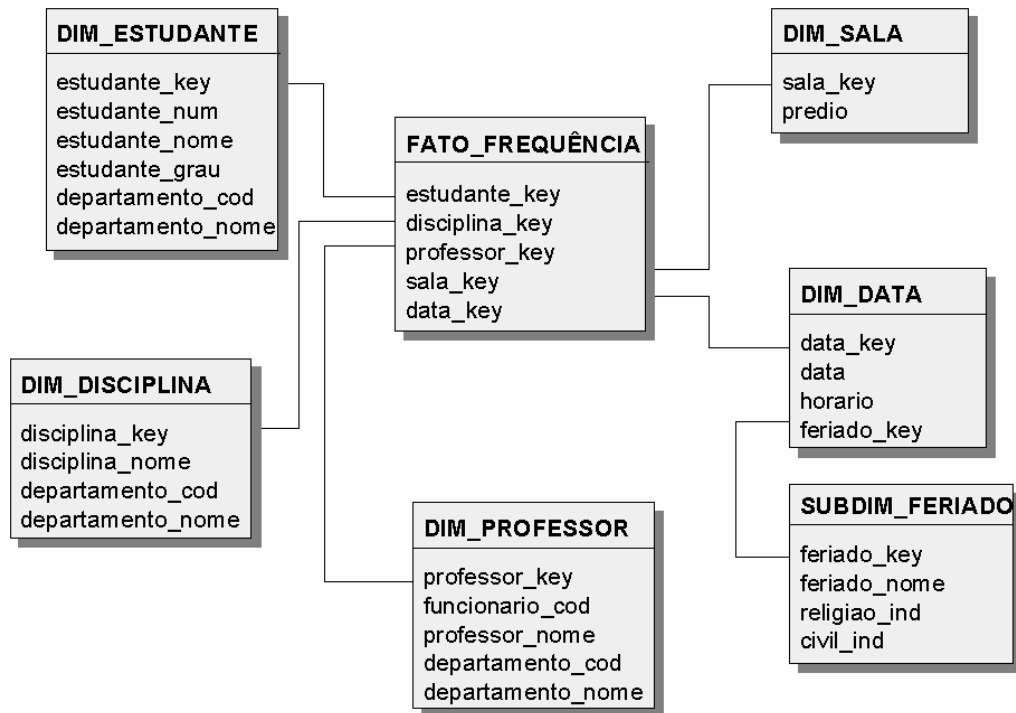 DIM_ESTUDANTE
estudante_key
estudante_num
estudante_nome
estudante_grau
departamento_cod
departamento_nome
DIM_SALA
sala_key
predio
FATO_FREQUÊNCIA
estudante_key
disciplina_key
professor_key
sala_key
data_key
DIM_DATA
data_key
data
horario
feriado_key
DIM_DISCIPLINA
disciplina_key
disciplina_nome
departamento_cod
departamento_nome
DIM_PROFESSOR
professor_key
funcionario_cod
professor_nome
departamento_cod
departamento_nome
SUBDIM_FERIADO
feriado_key
feriado_nome
religiao_ind
civil_ind